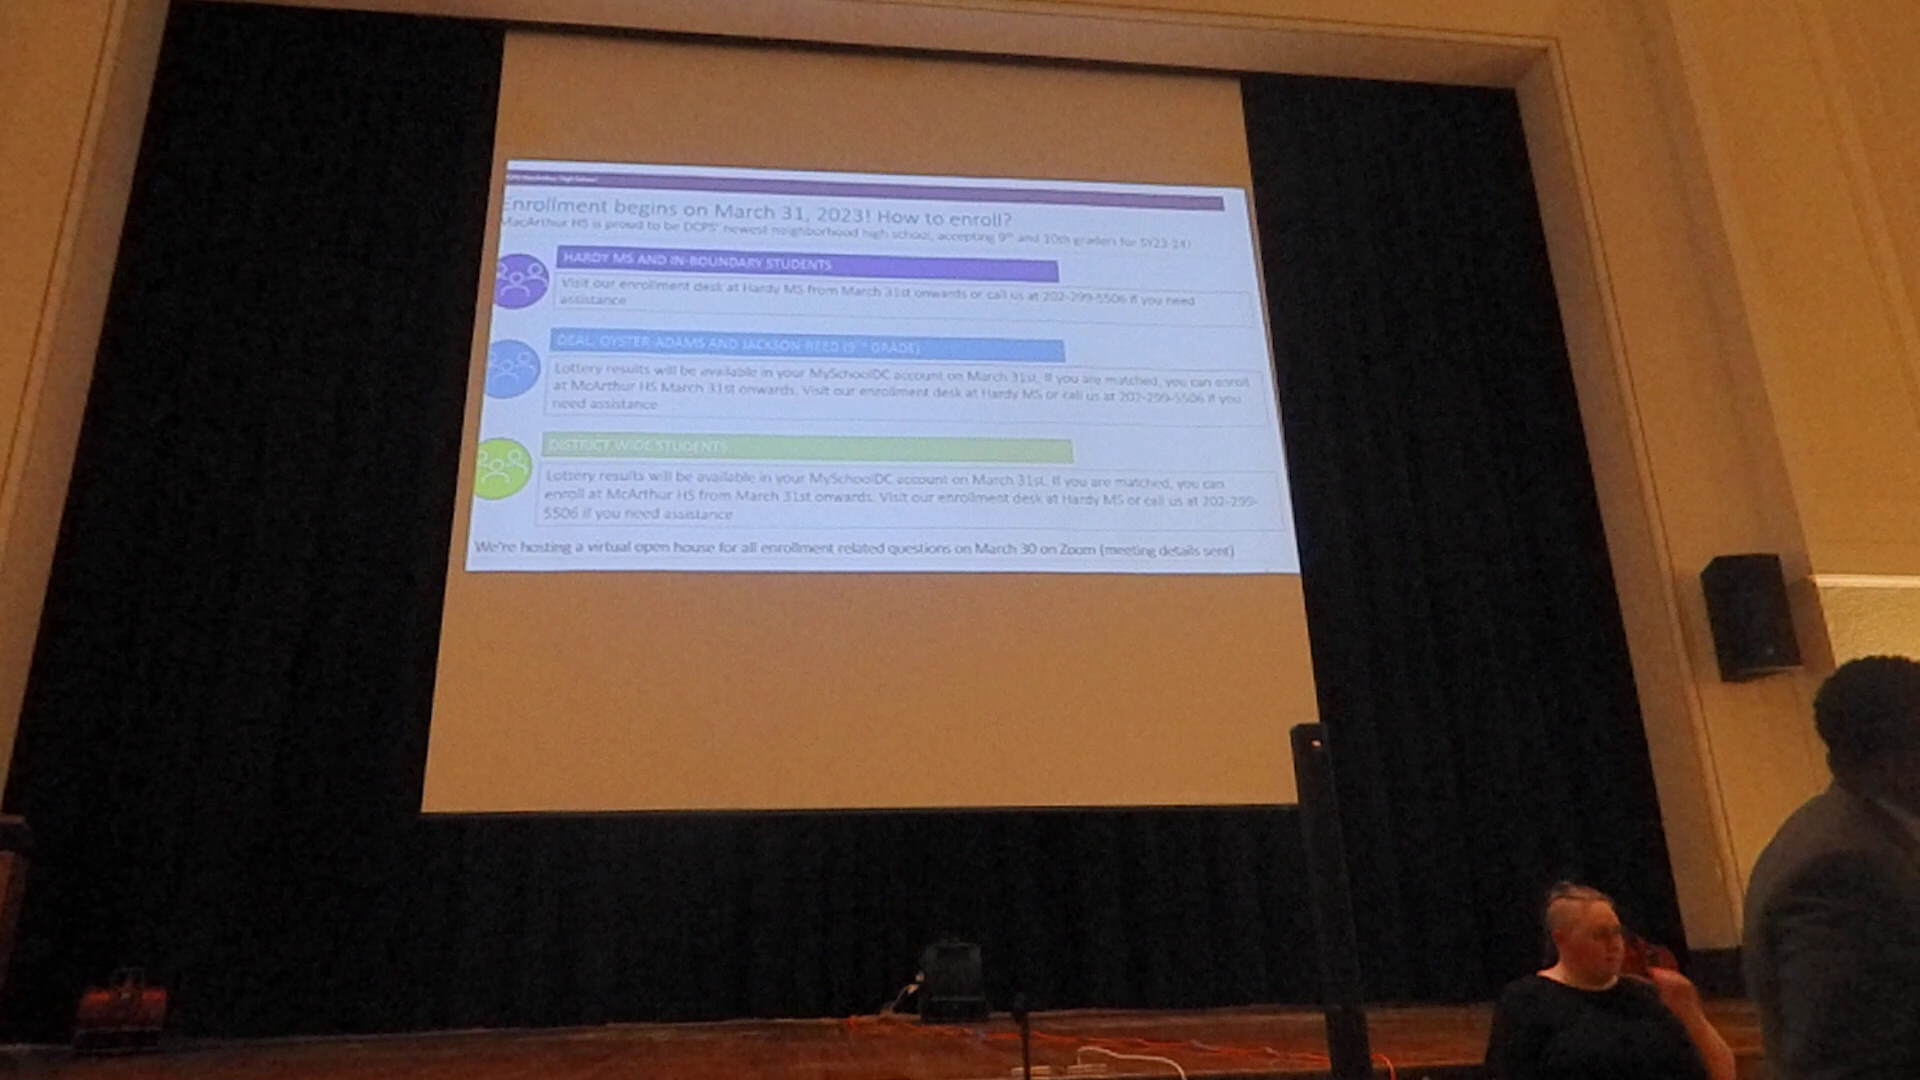 Enrollment begins on March 31, 2023! How to enroll?
MacArthur HS is proud to be DCPS' newest neighborhood high school, accepting 9th and 10th graders for SY23-24!
HARDY MS AND IN-BOUNDARY STUDENTS
Visit our enrollment desk at Hardy MS from March 31st onwards or call us at 202-299-5506 if you need
assistance
DEAL, OYSTER-ADAMS AND JACKSON REED (9TH GRADE)
Lottery results will be available in your MySchoolDC account on March 31st. If you are matched, you can enroll
at McArthur HS March 31st onwards. Visit our enrollment desk at Hardy MS or call us at 202-299-5506 if you
need assistance
DISTRICT-WIDE STUDENTS
Lottery results will be available in your MySchoolDC account on March 31st. If you are matched, you can
enroll at McArthur HS from March 31st onwards. Visit our enrollment desk at Hardy MS or call us at 202-299-
5506 if you need assistance
We're hosting a virtual open house for all enrollment related questions on March 30 on Zoom (meeting details sent)